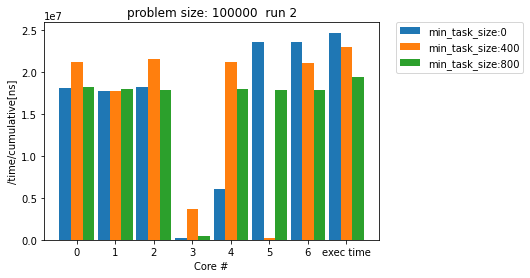 problem size: 100000  run 2
1e7
/time/cumulative[ns]
2.5
2.0
1.5
1.0
0.5
0.0
0 1 2 3 4 5 6 exec time
Core #
min_task_size:0
min_task_size:400
min_task_size:800